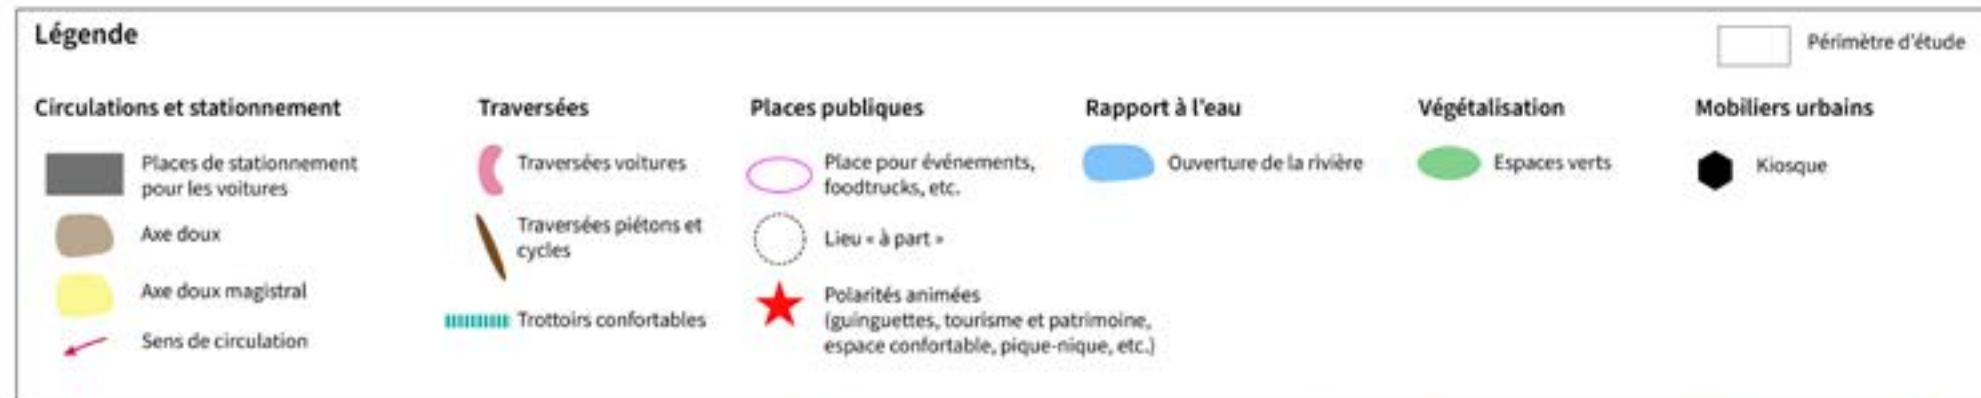 Légende
Périmètre d'étude
Circulations et stationnement
Places de stationnement
pour les voitures
Axe doux
Axe doux magistral
Sens de circulation
Traversées
Traversées voitures
Traversées piétons et
cycles
Trottoirs confortables
Places publiques
Place pour événements,
foodtrucks, etc.
Lieu « à part »
Polarités animées
(guinguettes, tourisme et patrimoine,
espace confortable, pique-nique, etc.)
Rapport à l'eau
Ouverture de la rivière
Végétalisation
Espaces verts
Mobiliers urbains
Kiosque